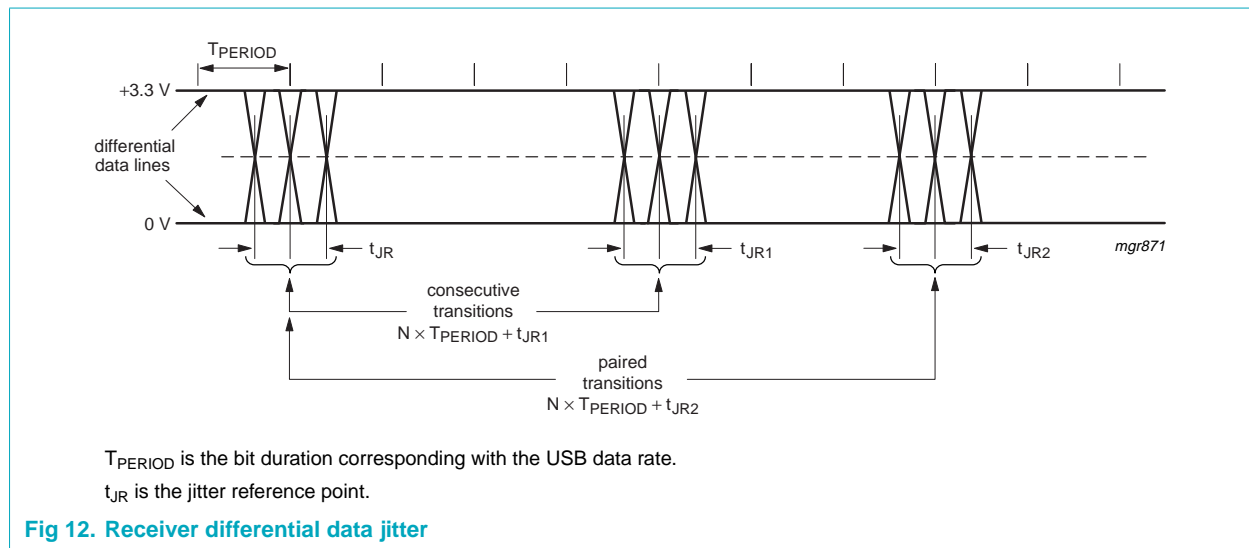 TPERIOD
+3.3 V
differential
data lines
0 V
tJR
tJR1
tJR2
mgr871
consecutive
transitions
N × TPERIOD + tJR1
paired
transitions
N × TPERIOD + tJR2
TPERIOD is the bit duration corresponding with the USB data rate.
tJR is the jitter reference point.
Fig 12. Receiver differential data jitter